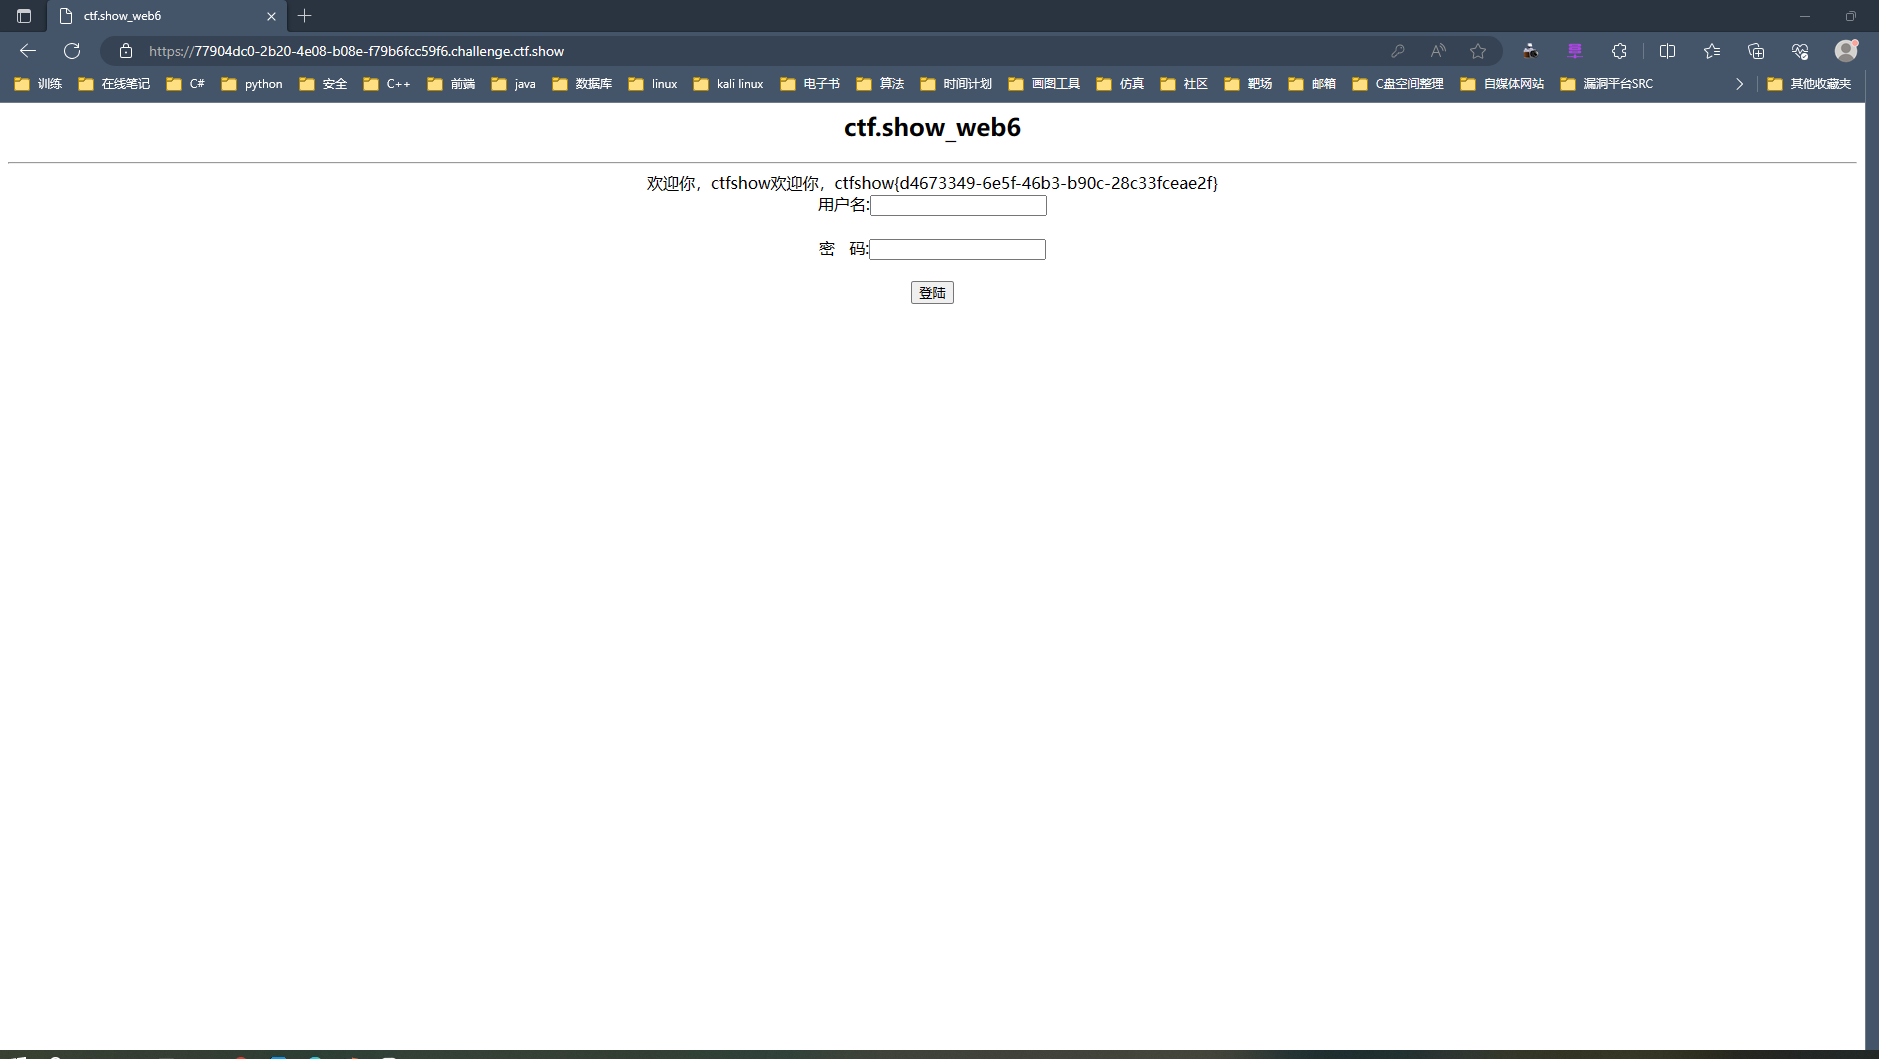 ctf.show_web6
https://77904dc0-2b20-4e08-b08e-f79b6fcc59f6.challenge.ctf.show
训练 在线笔记 C# python 安全 C++ 前端 java 数据库 linux kali linux 电子书 算法 时间计划 画图工具 仿真 社区 靶场 邮箱 C盘空间整理 自媒体网站 漏洞平台SRC 其他收藏夹
ctf.show_web6
欢迎你，ctfshow欢迎你，ctfshow{d4673349-6e5f-46b3-b90c-28c33fceae2f}
用户名:
密 码:
登陆